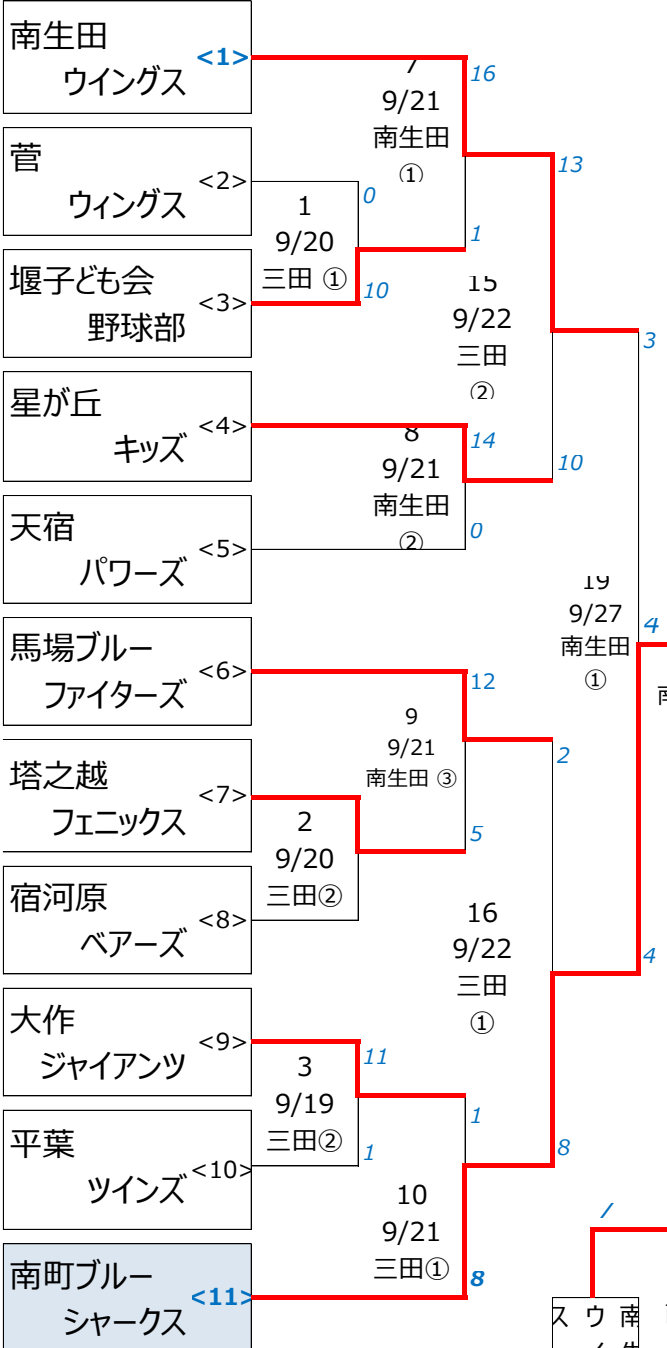 南生田
ウイングス
<1>
菅
ウィングス
<2>
堰子ども会
野球部
<3>
星が丘
キッズ
<4>
天宿
パワーズ
<5>
馬場ブルー
ファイターズ
<6>
塔之越
フェニックス
<7>
宿河原
ベアーズ
<8>
大作
ジャイアンツ
<9>
平葉
ツインズ
<10>
南町ブルー
シャークス
<11>
1
9/20
三田 ①
0
10
2
9/20
三田②
3
9/19
三田②
11
1
7
9/21
南生田
①
16
1
8
9/21
南生田
②
14
0
9
9/21
南生田 ③
12
5
10
9/21
三田①
1
8
15
9/22
三田
②
13
10
16
9/22
三田
①
2
8
19
9/27
南生田
①
3
4
4
南
ス ウ 南